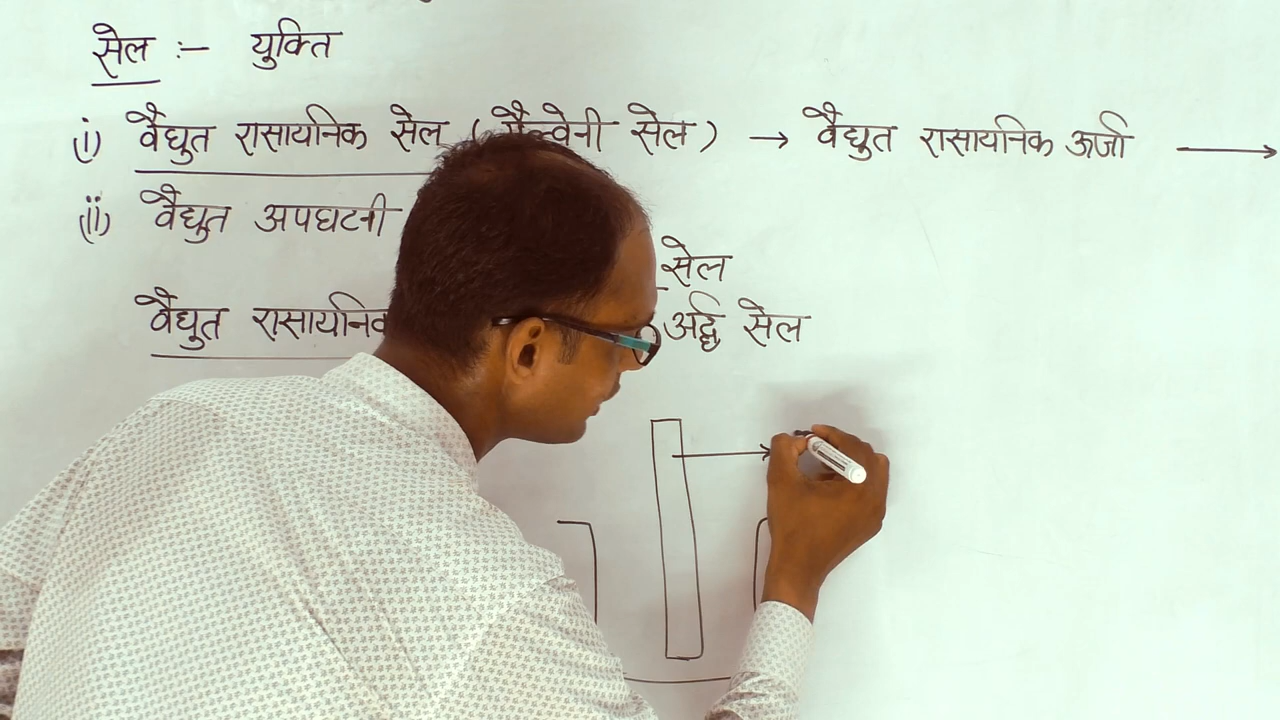 सेल :- युक्ति
(i) वैद्युत रासायनिक सेल (गैल्वेनी सेल) → वैद्युत रासायनिक ऊर्जा →
(ii) वैद्युत अपघटनी
सेल
वैद्युत रासायनिक अर्द्ध सेल